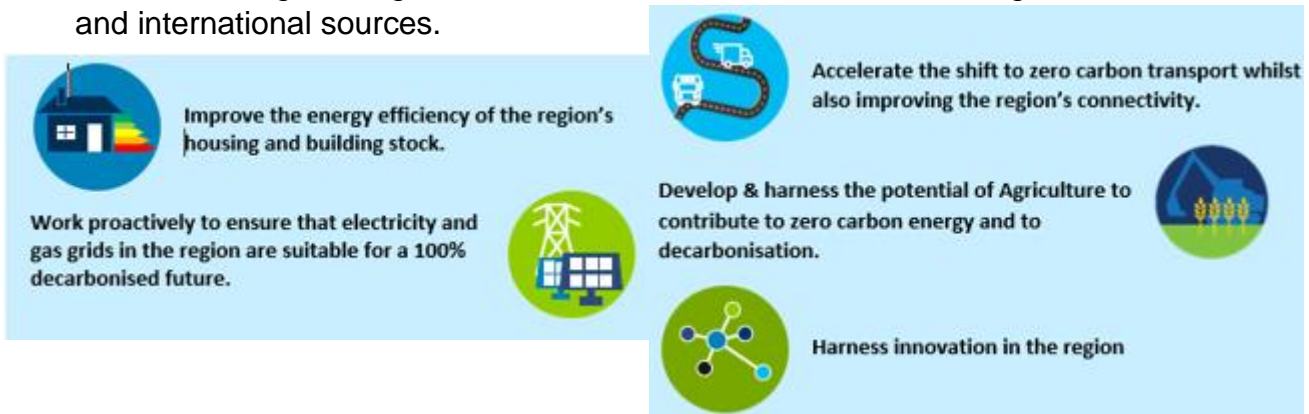 and international sources.
Improve the energy efficiency of the region's
housing and building stock.
Work proactively to ensure that electricity and
gas grids in the region are suitable for a 100%
decarbonised future.
Accelerate the shift to zero carbon transport whilst
also improving the region's connectivity.
Develop & harness the potential of Agriculture to
contribute to zero carbon energy and to
decarbonisation.
Harness innovation in the region